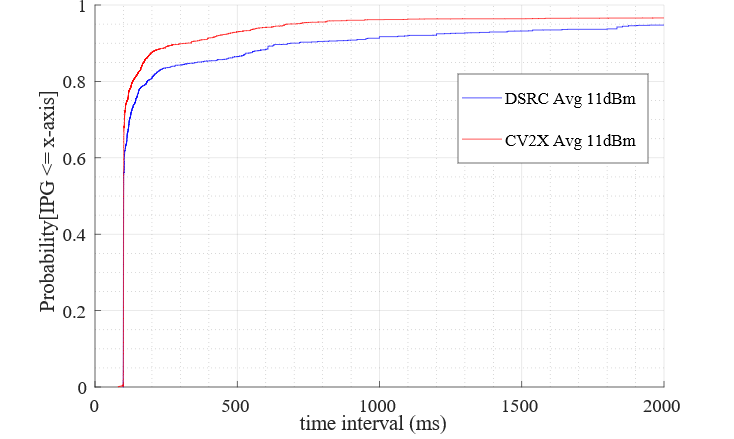 1
0.8
0.6
0.4
0.2
0
Probability[IPG <= x-axis]
DSRC Avg 11dBm
CV2X Avg 11dBm
0 500 1000 1500 2000
time interval (ms)